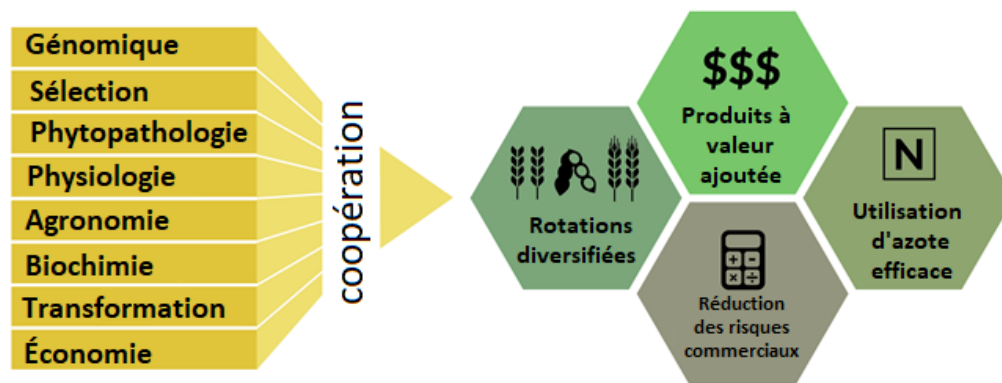 Génomique
Sélection
Phytopathologie
Physiologie
Agronomie
Biochimie
Transformation
Économie
coopération
$$$
Produits à
valeur
ajoutée
Rotations
diversifiées
N
Utilisation
d'azote
efficace
+ -
× ÷
Réduction
des risques
commerciaux